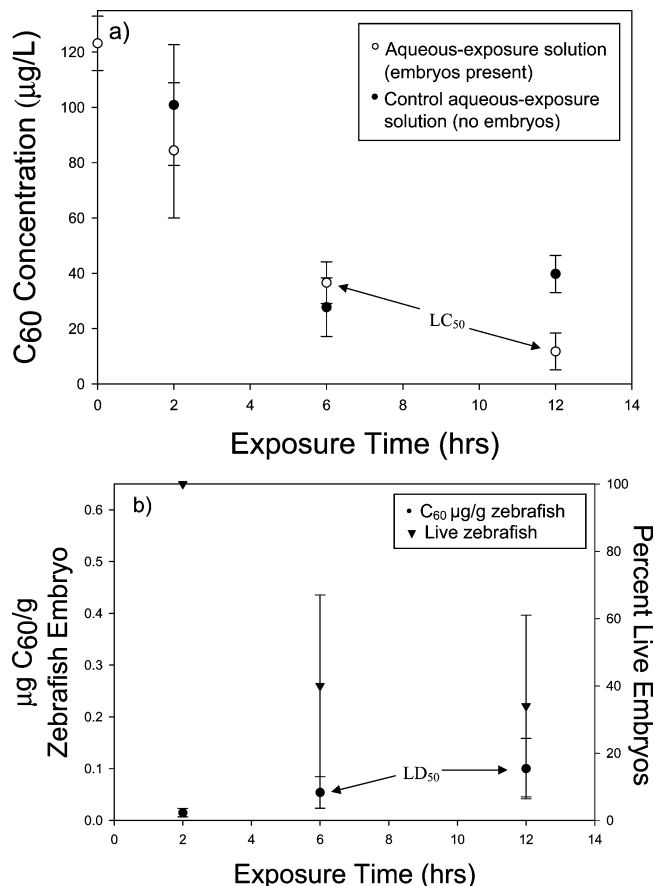 a)
Aqueous-exposure solution
(embryos present)
Control aqueous-exposure
solution (no embryos)
C60 Concentration (µg/L)
120
100
80
60
40
20
0
LC50
0 2 4 6 8 10 12 14
Exposure Time (hrs)
b)
C60 µg/g zebrafish
Live zebrafish
µg C60/g
Zebrafish Embryo
0.6
0.5
0.4
0.3
0.2
0.1
0.0
LD50
100
80
60
40
20
0
Percent Live Embryos
0 2 4 6 8 10 12 14
Exposure Time (hrs)